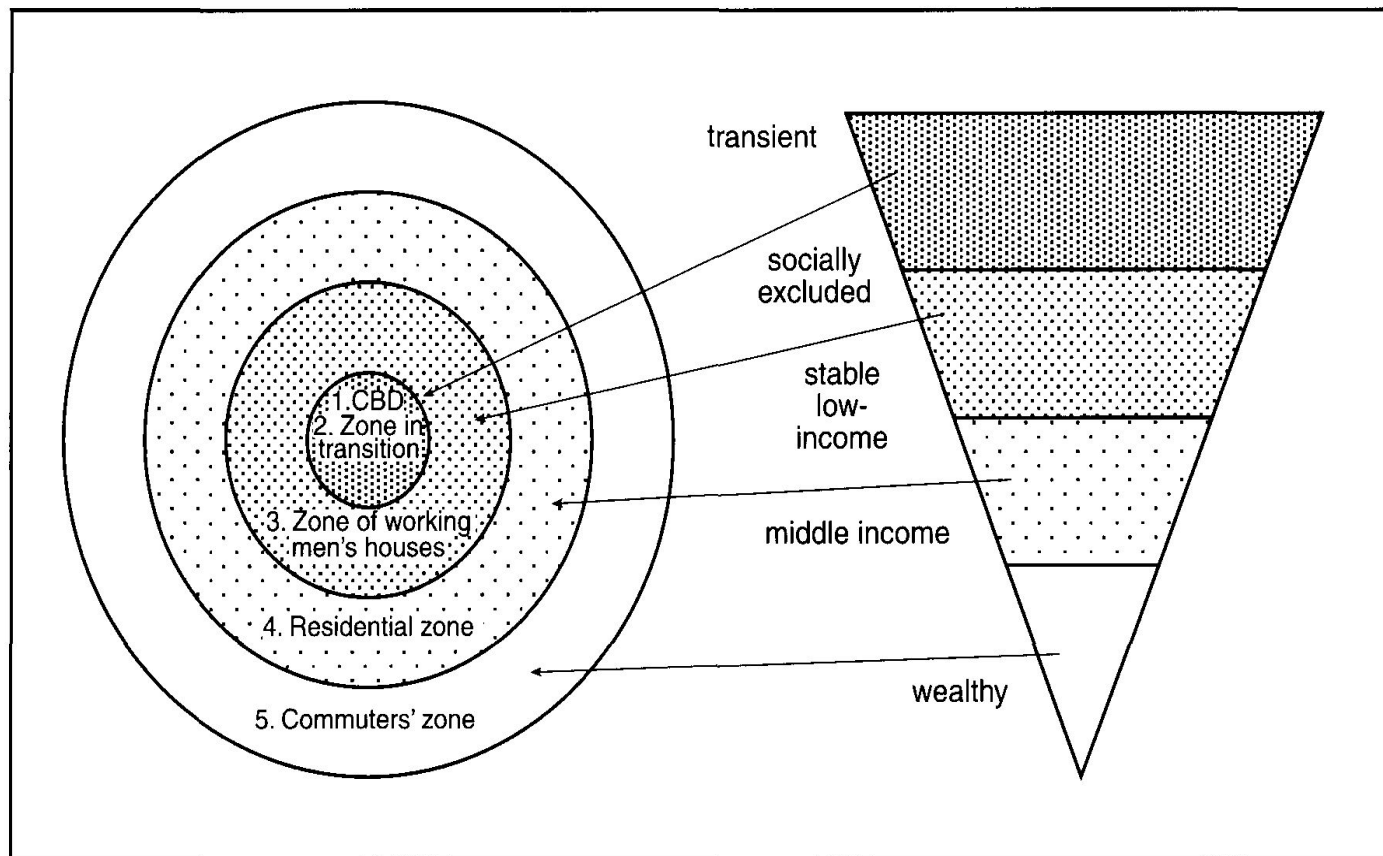 1.CBD
2. Zone in
transition
3. Zone of working
men's houses
4. Residential zone
5. Commuters' zone
transient
socially
excluded
stable
low-
income
middle income
wealthy